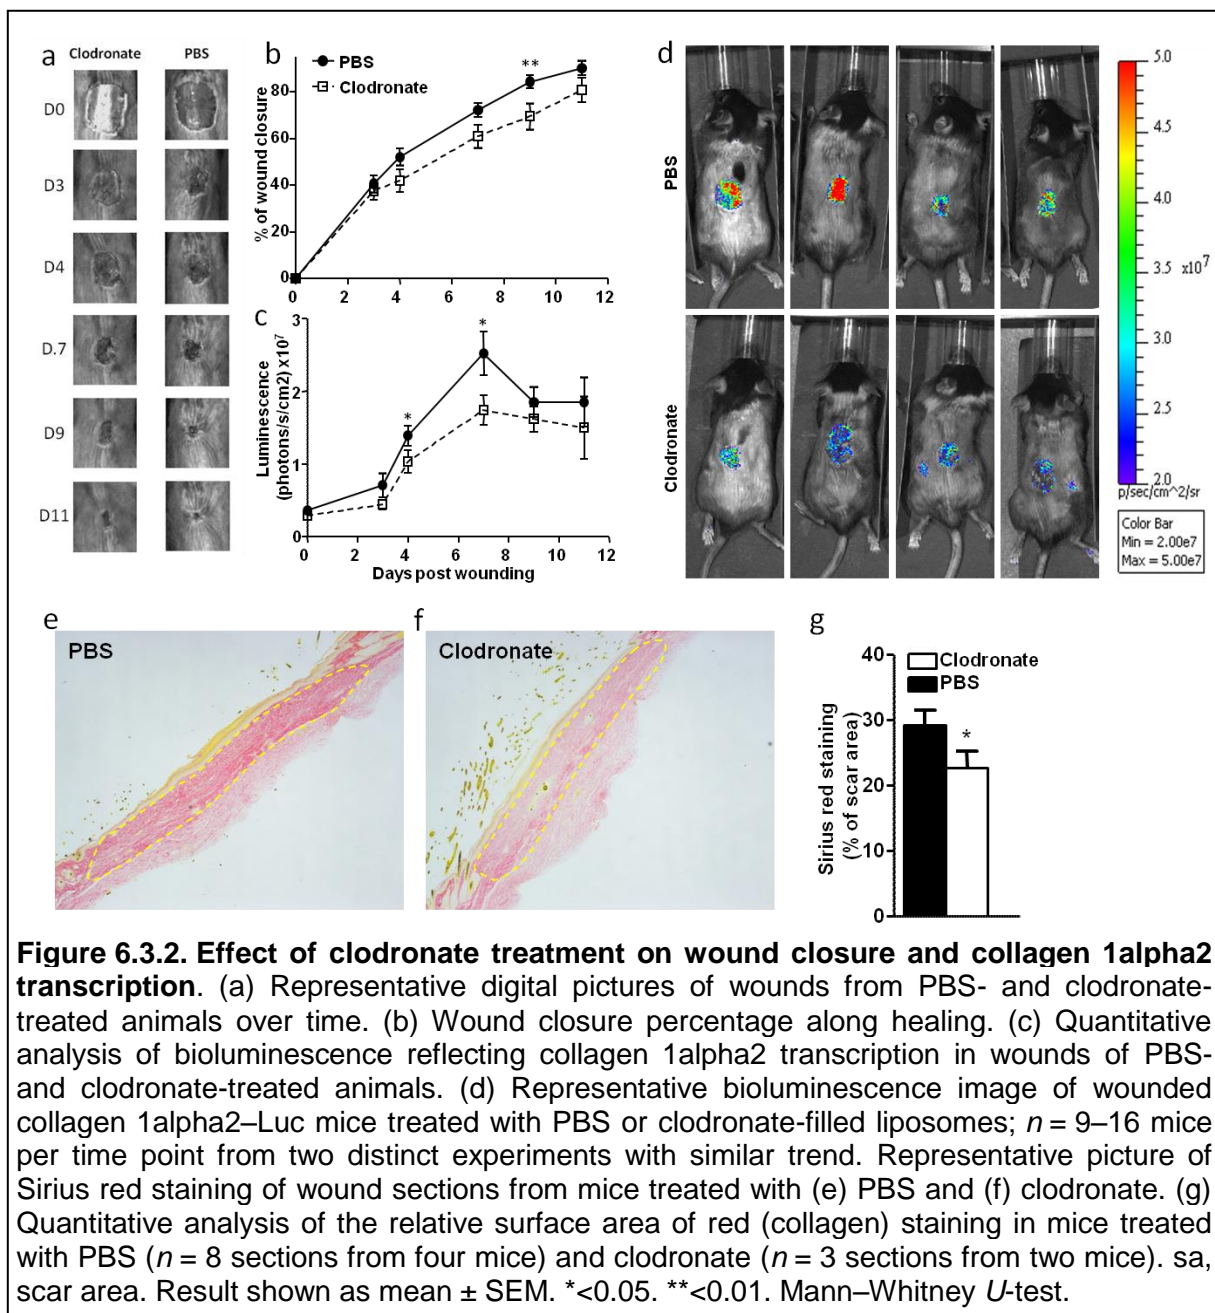 a
Clodronate PBS
D0
D3
D4
D.7
D9
D11
b
PBS
Clodronate
**
% of wound closure
80
60
40
20
0
0 2 4 6 8 10 12
c
Luminescence
(photons/s/cm2) x10⁷
3
2
1
0
*
*
0 2 4 6 8 10 12
Days post wounding
d
PBS
Clodronate
5.0
4.5
4.0
3.5
x10⁷
3.0
2.5
2.0
p/sec/cm^2/sr
Color Bar
Min = 2.00e7
Max = 5.00e7
e
PBS
f
Clodronate
g
Sirius red staining
(% of scar area)
40
30
20
10
0
Clodronate
PBS
*
Figure 6.3.2. Effect of clodronate treatment on wound closure and collagen 1alpha2
transcription. (a) Representative digital pictures of wounds from PBS- and clodronate-
treated animals over time. (b) Wound closure percentage along healing. (c) Quantitative
analysis of bioluminescence reflecting collagen 1alpha2 transcription in wounds of PBS-
and clodronate-treated animals. (d) Representative bioluminescence image of wounded
collagen 1alpha2–Luc mice treated with PBS or clodronate-filled liposomes; n = 9–16 mice
per time point from two distinct experiments with similar trend. Representative picture of
Sirius red staining of wound sections from mice treated with (e) PBS and (f) clodronate. (g)
Quantitative analysis of the relative surface area of red (collagen) staining in mice treated
with PBS (n = 8 sections from four mice) and clodronate (n = 3 sections from two mice). sa,
scar area. Result shown as mean ± SEM. *<0.05. **<0.01. Mann–Whitney U-test.